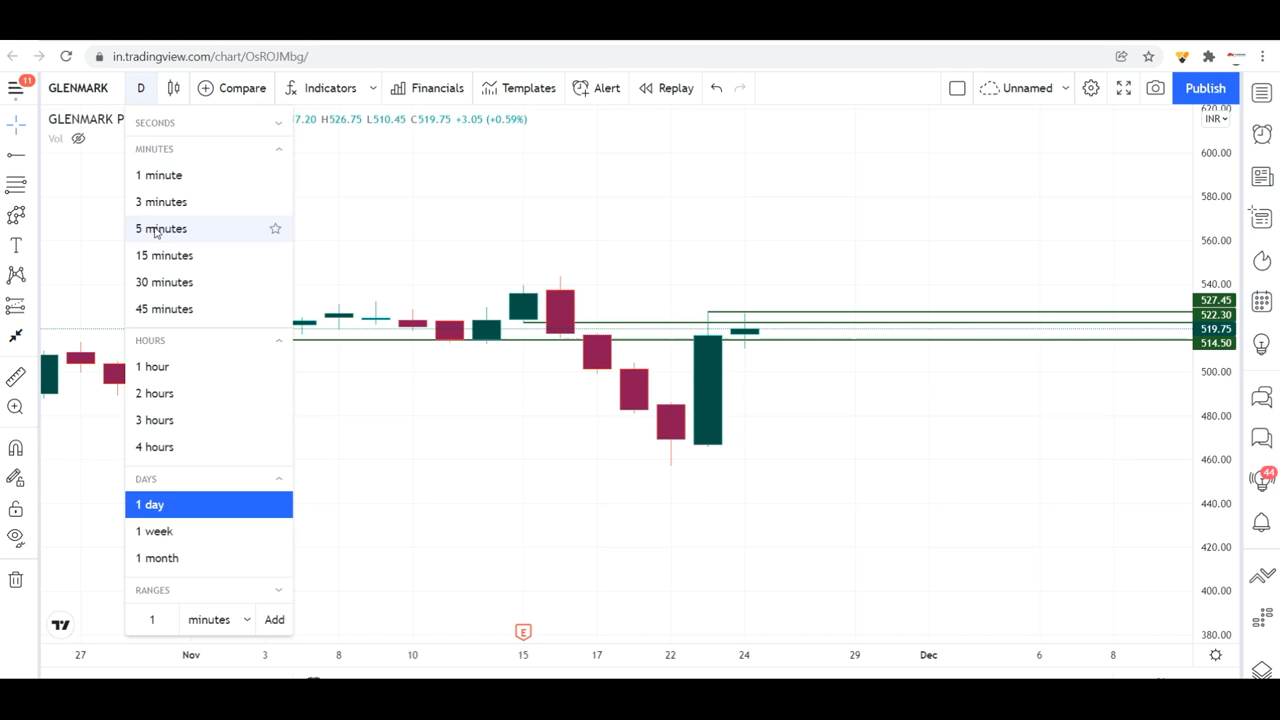 in.tradingview.com/chart/OsROJMbg/
11
GLENMARK D Compare Indicators Financials Templates Alert Replay Unnamed Publish
GLENMARK P 7.20 H526.75 L510.45 C519.75 +3.05 (+0.59%)
Vol
SECONDS
MINUTES
1 minute
3 minutes
5 minutes
15 minutes
30 minutes
45 minutes
HOURS
1 hour
2 hours
3 hours
4 hours
DAYS
1 day
1 week
1 month
RANGES
1 minutes Add
620.00
INR
600.00
580.00
560.00
540.00
527.45
522.30
519.75
514.50
500.00
480.00
460.00
440.00
420.00
400.00
380.00
44
E
27 Nov 3 8 10 15 17 22 24 29 Dec 6 8